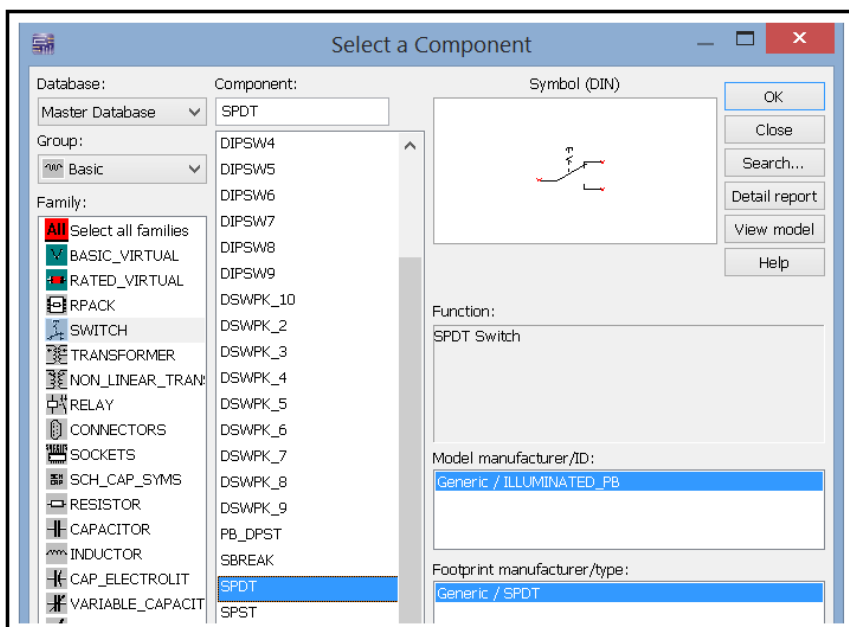 Select a Component
Database:
Master Database
Group:
Basic
Family:
All Select all families
BASIC_VIRTUAL
RATED_VIRTUAL
RPACK
SWITCH
TRANSFORMER
NON_LINEAR_TRAN
RELAY
CONNECTORS
SOCKETS
SCH_CAP_SYMS
RESISTOR
CAPACITOR
INDUCTOR
CAP_ELECTROLIT
VARIABLE_CAPACIT
Component:
SPDT
DIPSW4
DIPSW5
DIPSW6
DIPSW7
DIPSW8
DIPSW9
DSWPK_10
DSWPK_2
DSWPK_3
DSWPK_4
DSWPK_5
DSWPK_6
DSWPK_7
DSWPK_8
DSWPK_9
PB_DPST
SBREAK
SPDT
SPST
Symbol (DIN)
Function:
SPDT Switch
Model manufacturer/ID:
Generic / ILLUMINATED_PB
Footprint manufacturer/type:
Generic / SPDT
OK
Close
Search...
Detail report
View model
Help